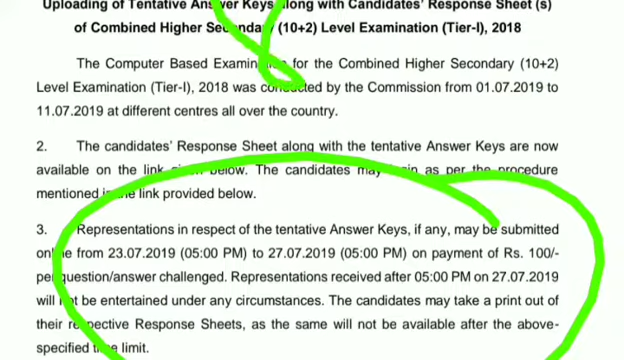 Uploading of Tentative Answer Keys along with Candidates' Response Sheet (s)
of Combined Higher Secondary (10+2) Level Examination (Tier-I), 2018
The Computer Based Examination for the Combined Higher Secondary (10+2)
Level Examination (Tier-I), 2018 was conducted by the Commission from 01.07.2019 to
11.07.2019 at different centres all over the country.
2. The candidates' Response Sheet along with the tentative Answer Keys are now
available on the link given below. The candidates may login as per the procedure
mentioned in the link provided below.
3. Representations in respect of the tentative Answer Keys, if any, may be submitted
online from 23.07.2019 (05:00 PM) to 27.07.2019 (05:00 PM) on payment of Rs. 100/-
per question/answer challenged. Representations received after 05:00 PM on 27.07.2019
will not be entertained under any circumstances. The candidates may take a print out of
their respective Response Sheets, as the same will not be available after the above-
specified time limit.